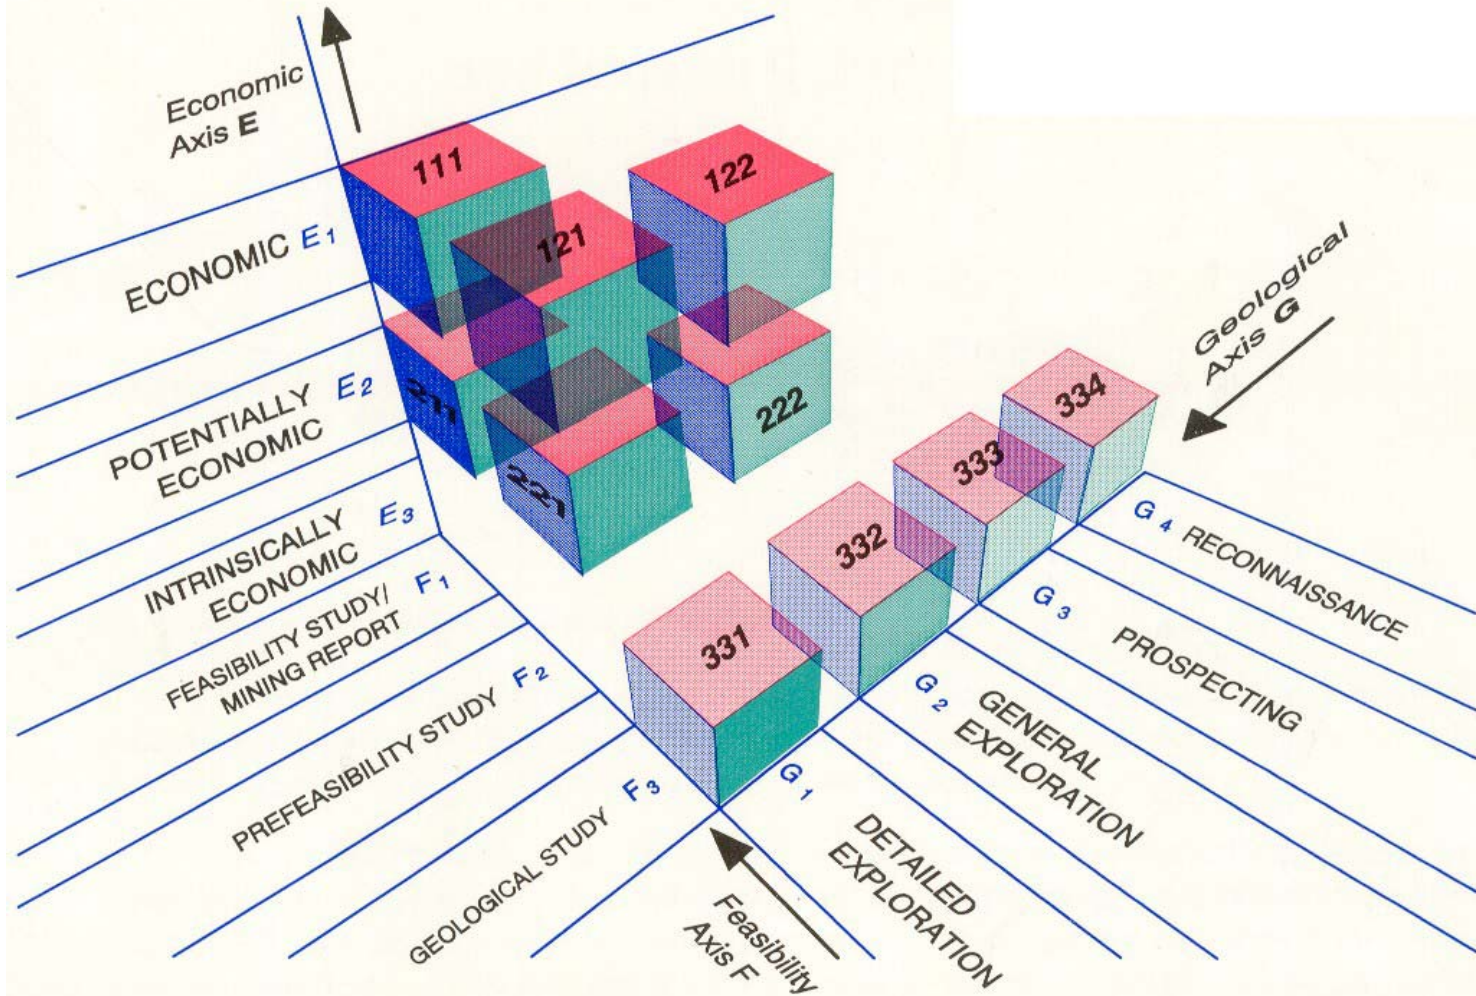 Economic
Axis E
111
122
121
ECONOMIC E1
Geological
Axis G
POTENTIALLY
ECONOMIC
E2
211
222
221
334
333
332
331
INTRINSICALLY
ECONOMIC
E3
FEASIBILITY STUDY/
MINING REPORT
F1
PREFEASIBILITY STUDY F2
GEOLOGICAL STUDY F3
G4 RECONNAISSANCE
G3 PROSPECTING
G2 GENERAL
EXPLORATION
G1 DETAILED
EXPLORATION
Feasibility
Axis F